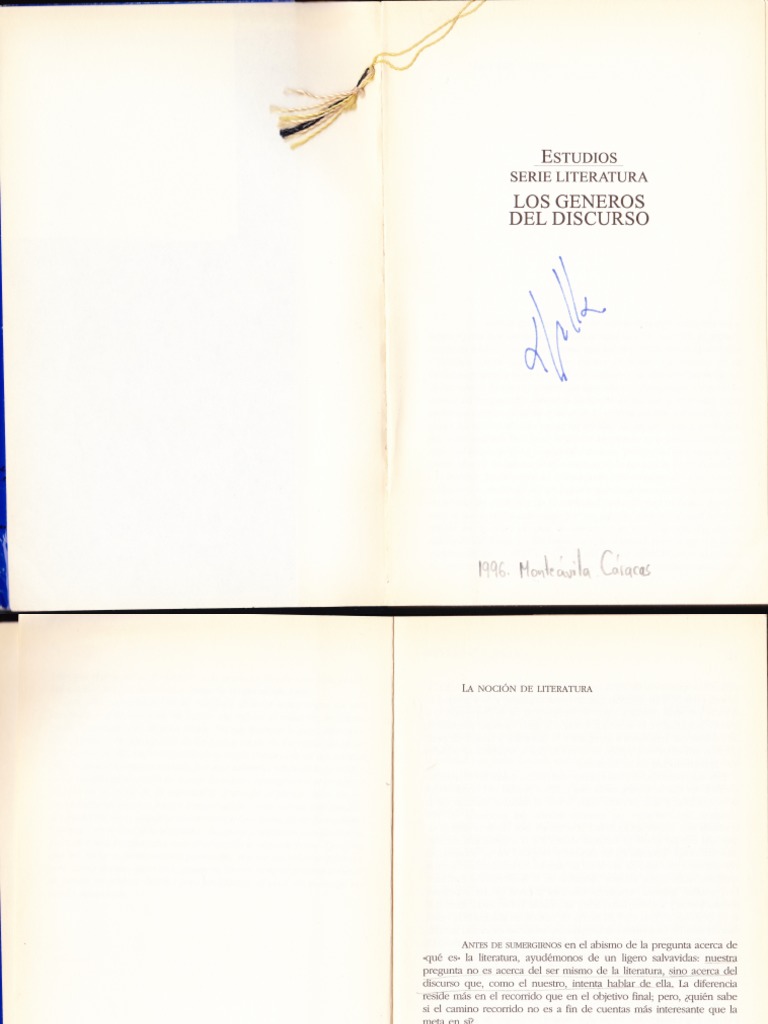 ESTUDIOS
SERIE LITERATURA
LOS GENEROS
DEL DISCURSO
1996. Monteávila Cáracas
LA NOCIÓN DE LITERATURA
ANTES DE SUMERGIRNOS en el abismo de la pregunta acerca de
«qué es» la literatura, ayudémonos de un ligero salvavidas: nuestra
pregunta no es acerca del ser mismo de la literatura, sino acerca del
discurso que, como el nuestro, intenta hablar de ella. La diferencia
reside más en el recorrido que en el objetivo final; pero, ¿quién sabe
si el camino recorrido no es a fin de cuentas más interesante que la
meta en sí?